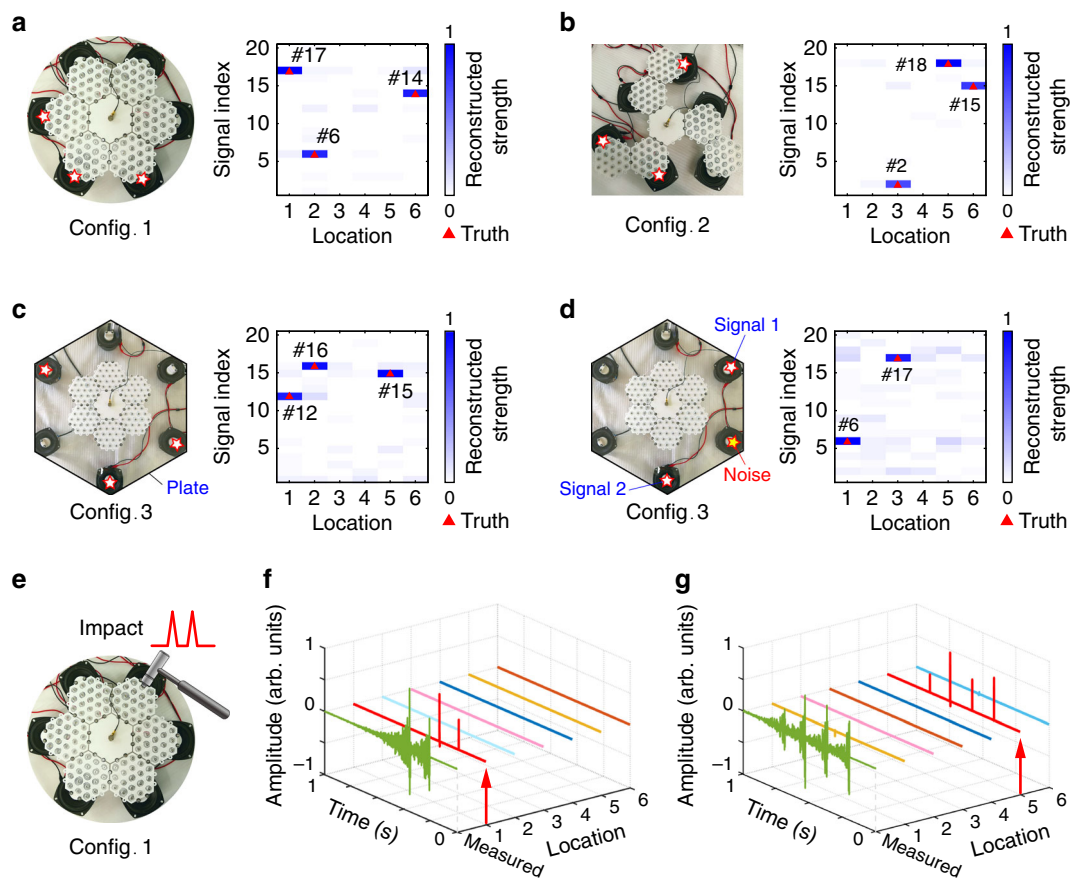 a
Config. 1
Signal index
20
15
10
5
#17
#14
#6
1 2 3 4 5 6
Location
1
0
Reconstructed
strength
Truth
b
Config. 2
Signal index
20
15
10
5
#18
#15
#2
1 2 3 4 5 6
Location
1
0
Reconstructed
strength
Truth
c
Plate
Config. 3
Signal index
20
15
10
5
#16
#15
#12
1 2 3 4 5 6
Location
1
0
Reconstructed
strength
Truth
d
Signal 1
Signal 2
Noise
Config. 3
Signal index
20
15
10
5
#17
#6
1 2 3 4 5 6
Location
1
0
Reconstructed
strength
Truth
e
Impact
Config. 1
f
Amplitude (arb. units)
1
0
−1
1
Time (s)
0
Measured
1
2
3
4
5
6
Location
g
Amplitude (arb. units)
1
0
−1
1
Time (s)
0
Measured
1
2
3
4
5
6
Location